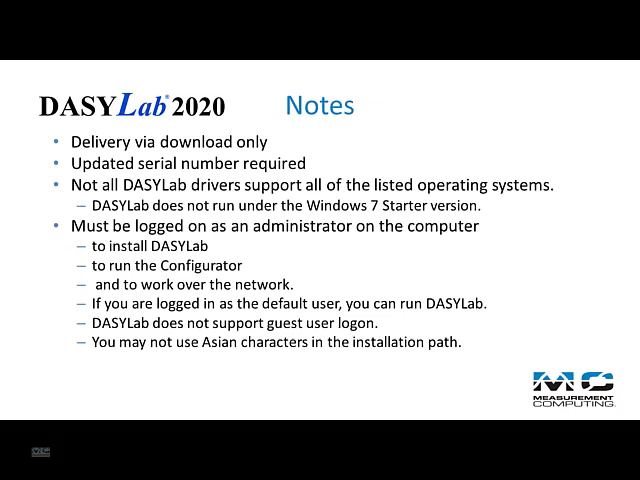 DASYLab® 2020 Notes
• Delivery via download only
• Updated serial number required
• Not all DASYLab drivers support all of the listed operating systems.
– DASYLab does not run under the Windows 7 Starter version.
• Must be logged on as an administrator on the computer
– to install DASYLab
– to run the Configurator
– and to work over the network.
– If you are logged in as the default user, you can run DASYLab.
– DASYLab does not support guest user logon.
– You may not use Asian characters in the installation path.
MC
MEASUREMENT
COMPUTING